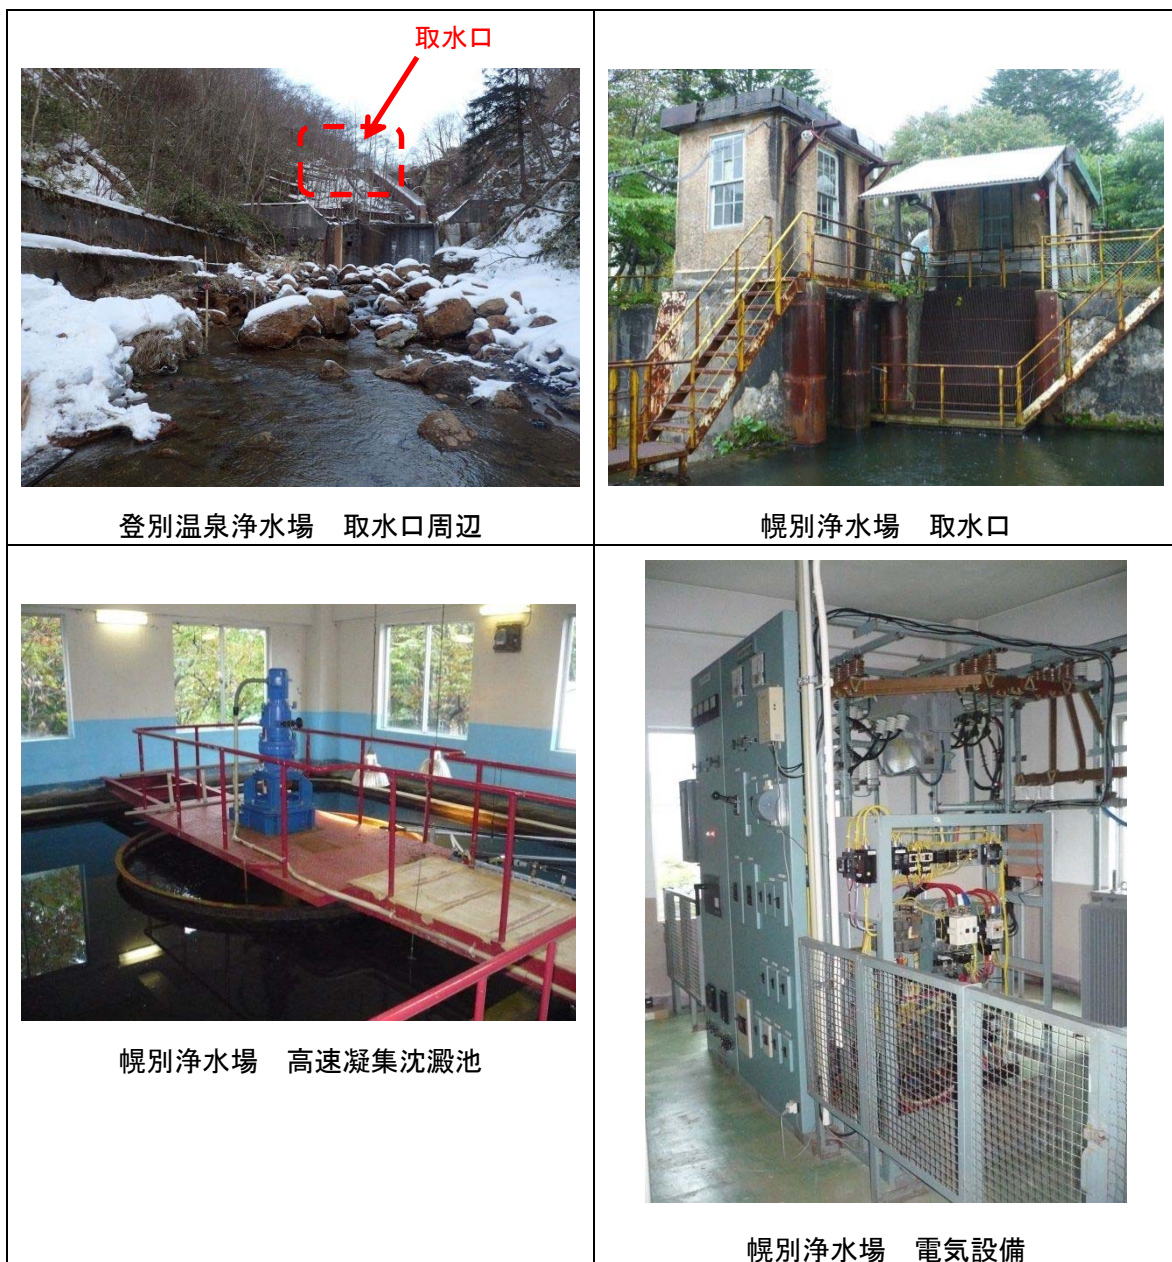 取水口
登別温泉浄水場　取水口周辺
幌別浄水場　取水口
幌別浄水場　高速凝集沈澱池
幌別浄水場　電気設備